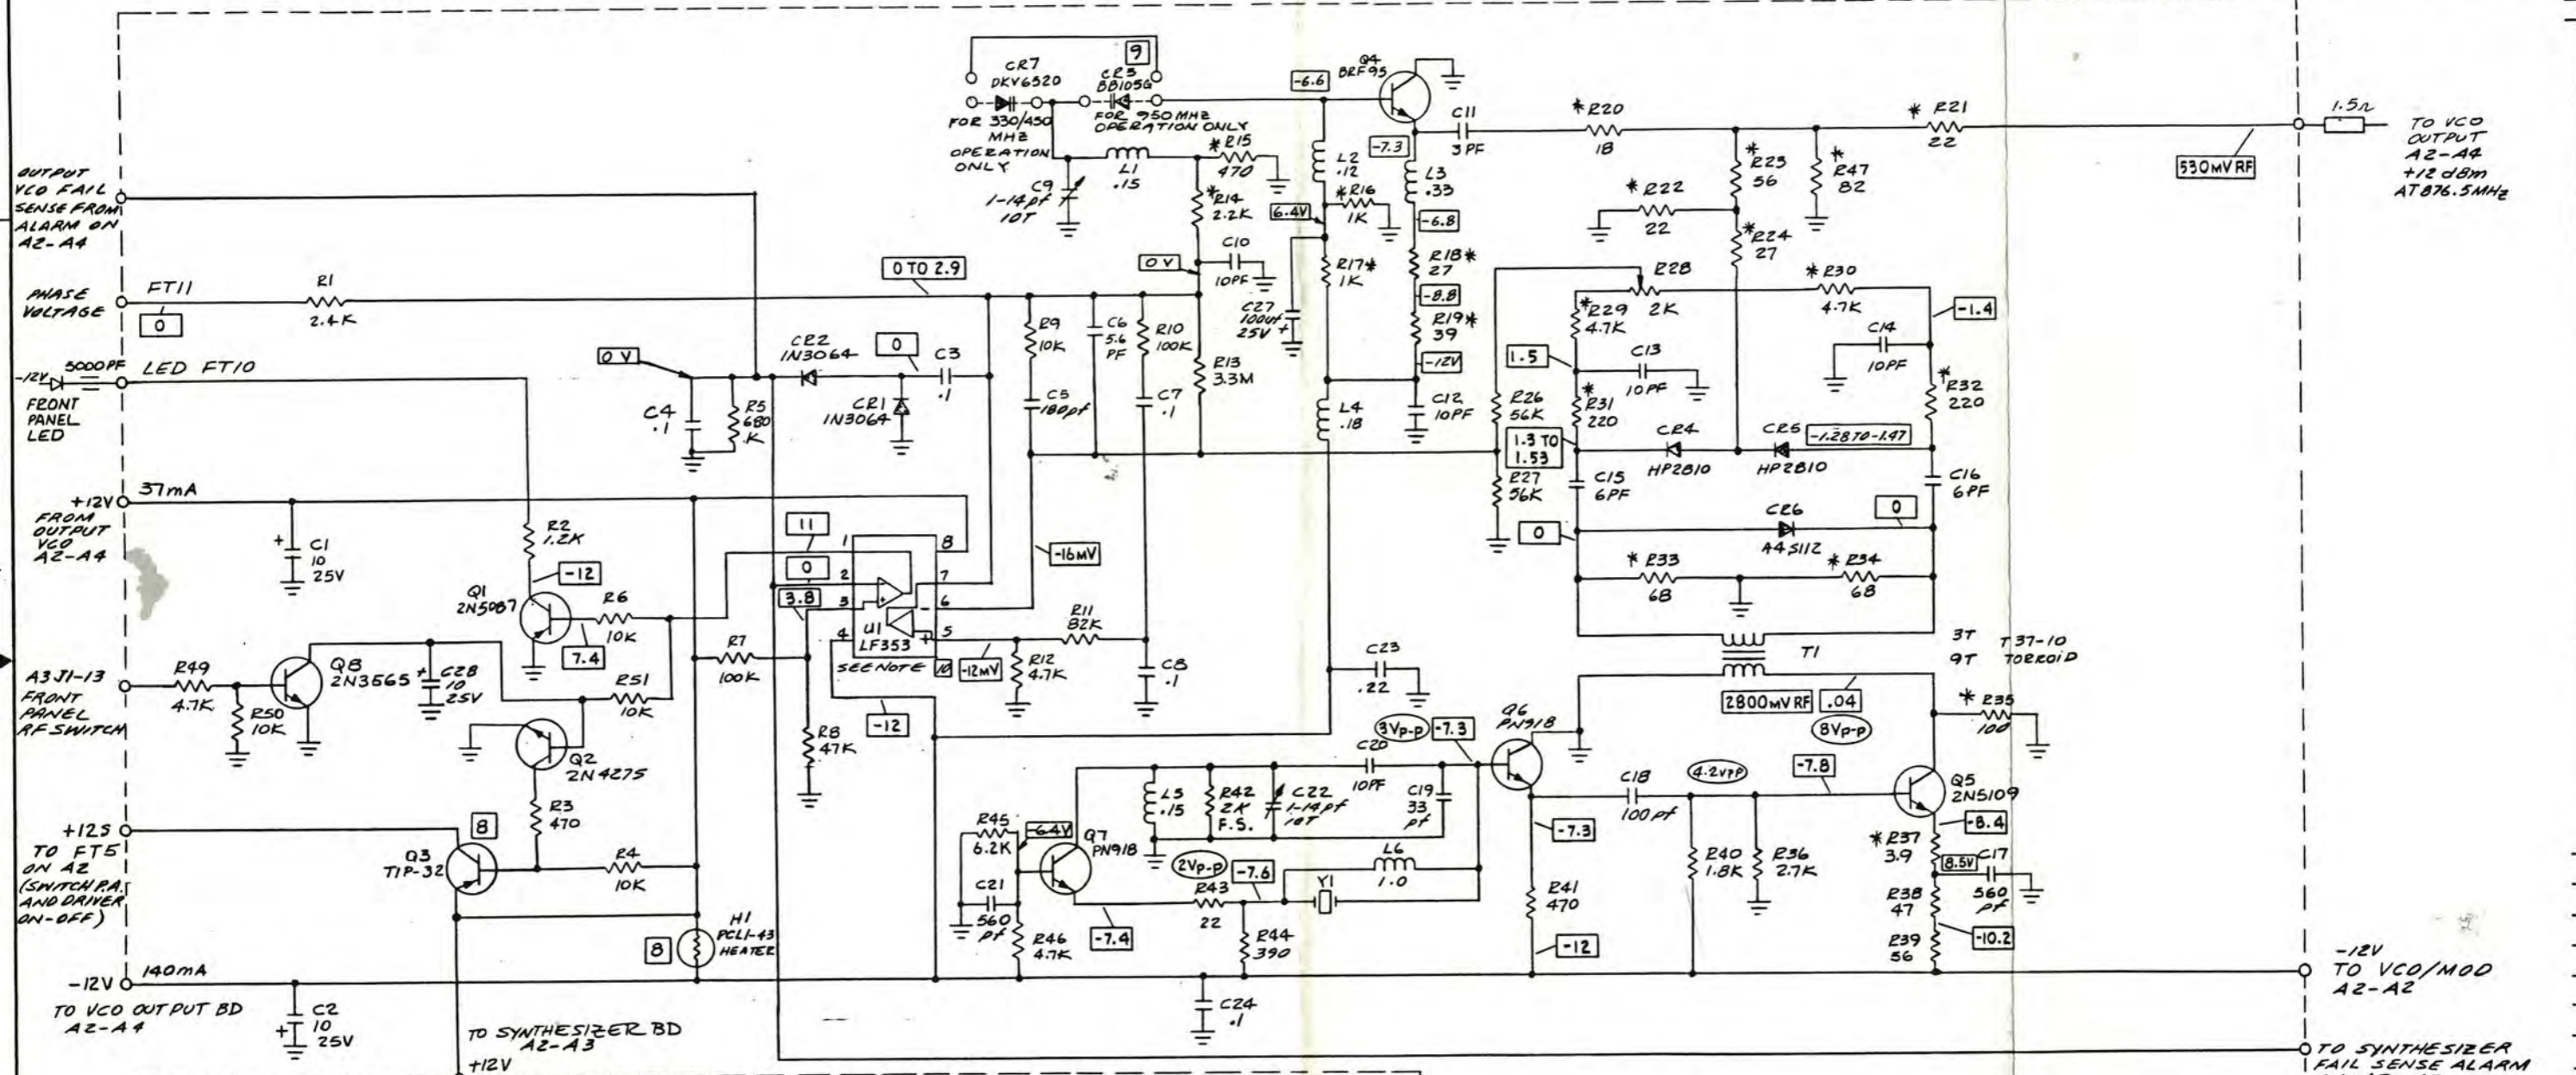 OUTPUT
VCO FAIL
SENSE FROM
ALARM ON
A2-A4
PHASE
VOLTAGE
FT11
0
R1
2.4K
-12V
5000PF
LED FT10
FRONT
PANEL
LED
+12V
37mA
FROM
OUTPUT
VCO
A2-A4
C1
10
25V
R2
1.2K
-12
Q1
2N5087
R6
10K
7.4
A3J1-13
FRONT
PANEL
RF SWITCH
R49
4.7K
R50
10K
Q8
2N3565
C28
10
25V
R51
10K
Q2
2N4275
R3
470
+12S
TO FT5
ON A2
(SWITCH P.A.
AND DRIVER
ON-OFF)
8
Q3
TIP-32
R4
10K
H1
PCL1-43
HEATER
8
-12V
140mA
TO VCO OUTPUT BD
A2-A4
C2
10
25V
TO SYNTHESIZER BD
A2-A3
+12V
0 V
C4
.1
R5
680
K
CR2
1N3064
0
CR1
1N3064
C3
.1
0 TO 2.9
R7
100K
R8
47K
11
0
3.8
1
2
3
4
8
7
6
5
U1
LF353
SEE NOTE 10
-12
-16MV
-12MV
R12
4.7K
R11
82K
C8
.1
R9
10K
C5
180pf
C6
5.6
PF
R10
100K
C7
.1
R13
3.3M
CR7
DKV6520
FOR 330/450
MHZ
OPERATION
ONLY
9
CR3
BB105G
FOR 950 MHZ
OPERATION ONLY
C9
1-14pf
10T
L1
.15
*R15
470
*R14
2.2K
C10
10PF
0 V
-6.6
Q4
BRF95
L2
.12
*R16
1K
6.4V
R17*
1K
C27
100uf
25V
-7.3
L3
.33
-6.8
R18*
27
-8.8
R19*
39
-12V
C12
10PF
L4
.18
C11
3 PF
*R20
18
*R21
22
*R23
56
*R47
82
*R22
22
*R24
27
530MV RF
1.5Ω
TO VCO
OUTPUT
A2-A4
+12 dBm
AT 876.5MHz
R28
2K
*R29
4.7K
*R30
4.7K
-1.4
C14
10PF
1.5
C13
10PF
*R31
220
*R32
220
R26
56K
1.3 TO
1.53
R27
56K
CR4
HP2810
CR5
HP2810
-1.28 TO -1.47
C15
6PF
C16
6PF
CR6
A4S112
0
0
*R33
68
*R34
68
3T
9T
T37-10
TORROID
T1
2800MV RF
.04
8Vp-p
*R35
100
C23
.22
3Vp-p
-7.3
Q6
PN918
C20
10PF
L5
.15
R42
2K
F.S.
C22
1-14pf
10T
C19
33
pf
R45
6.2K
-6.4V
Q7
PN918
C21
560
pf
R46
4.7K
-7.4
2Vp-p
R43
22
-7.6
L6
1.0
Y1
R44
390
C24
.1
-7.3
R41
470
-12
C18
100pf
4.2VPP
-7.8
R40
1.8K
R36
2.7K
Q5
2N5109
-8.4
*R37
3.9
8.5V
C17
560
pf
R38
47
-10.2
R39
56
-12V
TO VCO/MOD
A2-A2
TO SYNTHESIZER
FAIL SENSE ALARM